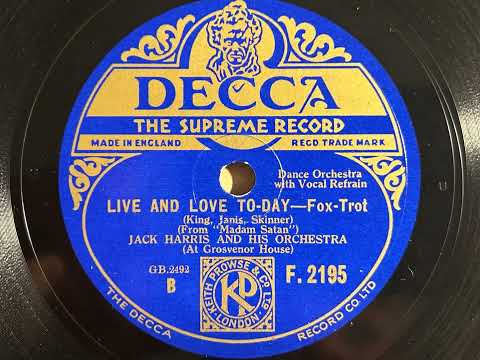 DECCA
THE SUPREME RECORD
MADE IN ENGLAND
REGD TRADE MARK
Dance Orchestra
with Vocal Refrain
LIVE AND LOVE TO-DAY—Fox-Trot
(King, Janis, Skinner)
(From "Madam Satan")
JACK HARRIS AND HIS ORCHESTRA
(At Grosvenor House)
GB.2492
B
KEITH PROWSE & CO LTD
KP
LONDON.
F. 2195
THE DECCA RECORD CO LTD